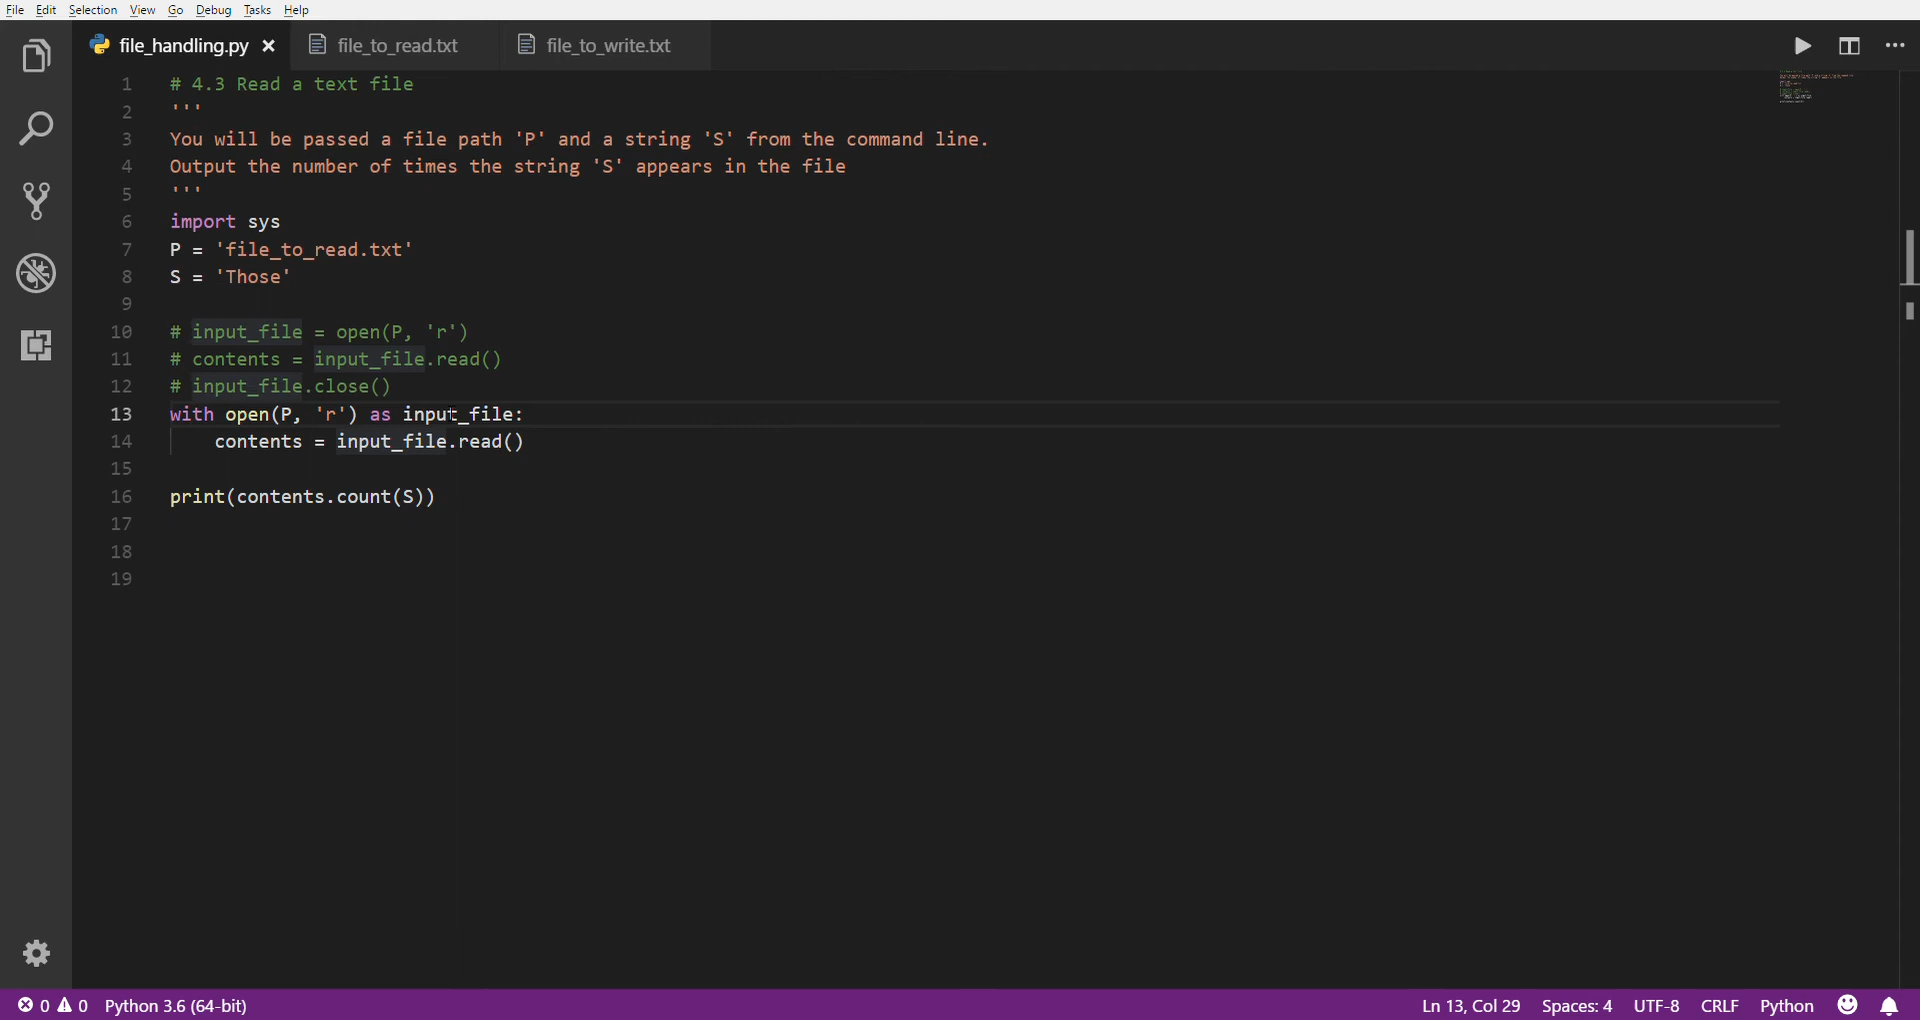 File Edit Selection View Go Debug Tasks Help
file_handling.py file_to_read.txt file_to_write.txt
1 # 4.3 Read a text file
2 '''
3 You will be passed a file path 'P' and a string 'S' from the command line.
4 Output the number of times the string 'S' appears in the file
5 '''
6 import sys
7 P = 'file_to_read.txt'
8 S = 'Those'
9
10 # input_file = open(P, 'r')
11 # contents = input_file.read()
12 # input_file.close()
13 with open(P, 'r') as input_file:
14 contents = input_file.read()
15
16 print(contents.count(S))
17
18
19
0 0 Python 3.6 (64-bit) Ln 13, Col 29 Spaces: 4 UTF-8 CRLF Python